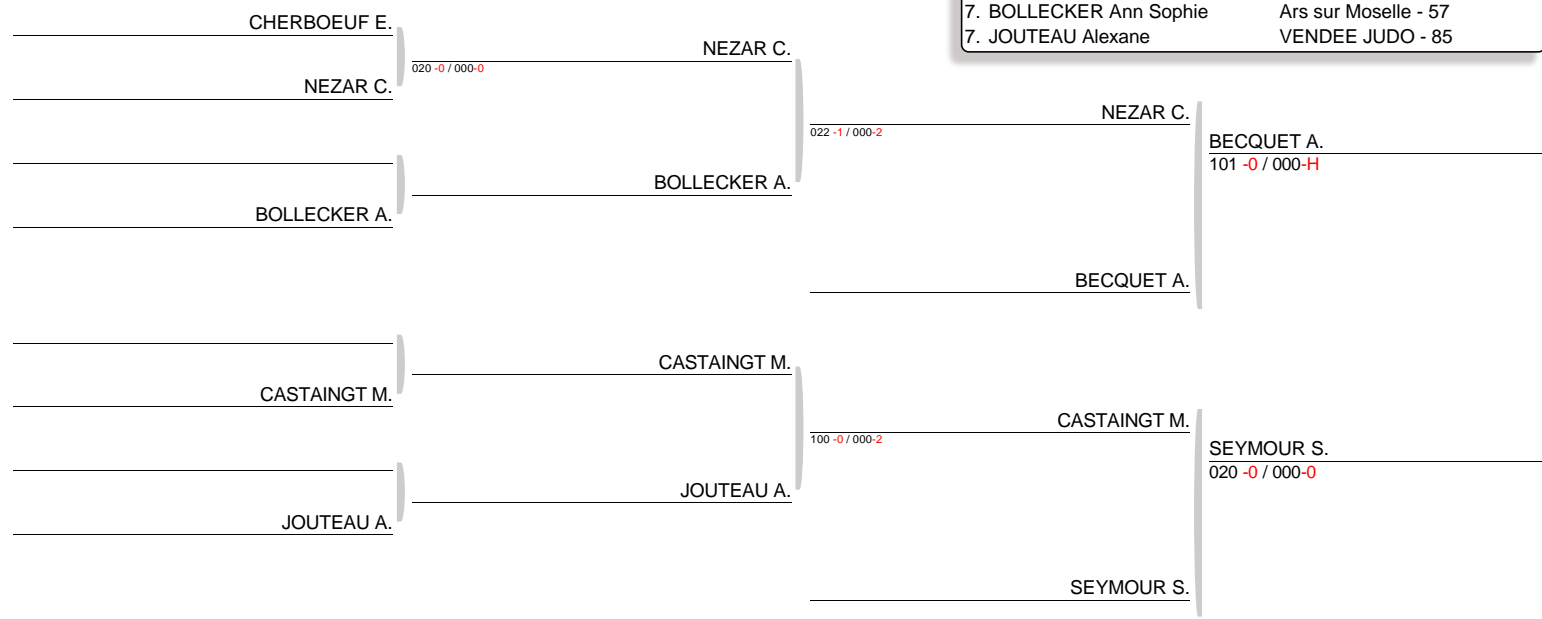 7. BOLLECKER Ann Sophie Ars sur Moselle - 57
7. JOUTEAU Alexane VENDEE JUDO - 85
CHERBOEUF E.
NEZAR C.
BOLLECKER A.
CASTAINGT M.
JOUTEAU A.
NEZAR C.
020 -0 / 000-0
BOLLECKER A.
CASTAINGT M.
JOUTEAU A.
NEZAR C.
022 -1 / 000-2
BECQUET A.
CASTAINGT M.
100 -0 / 000-2
SEYMOUR S.
BECQUET A.
101 -0 / 000-H
SEYMOUR S.
020 -0 / 000-0